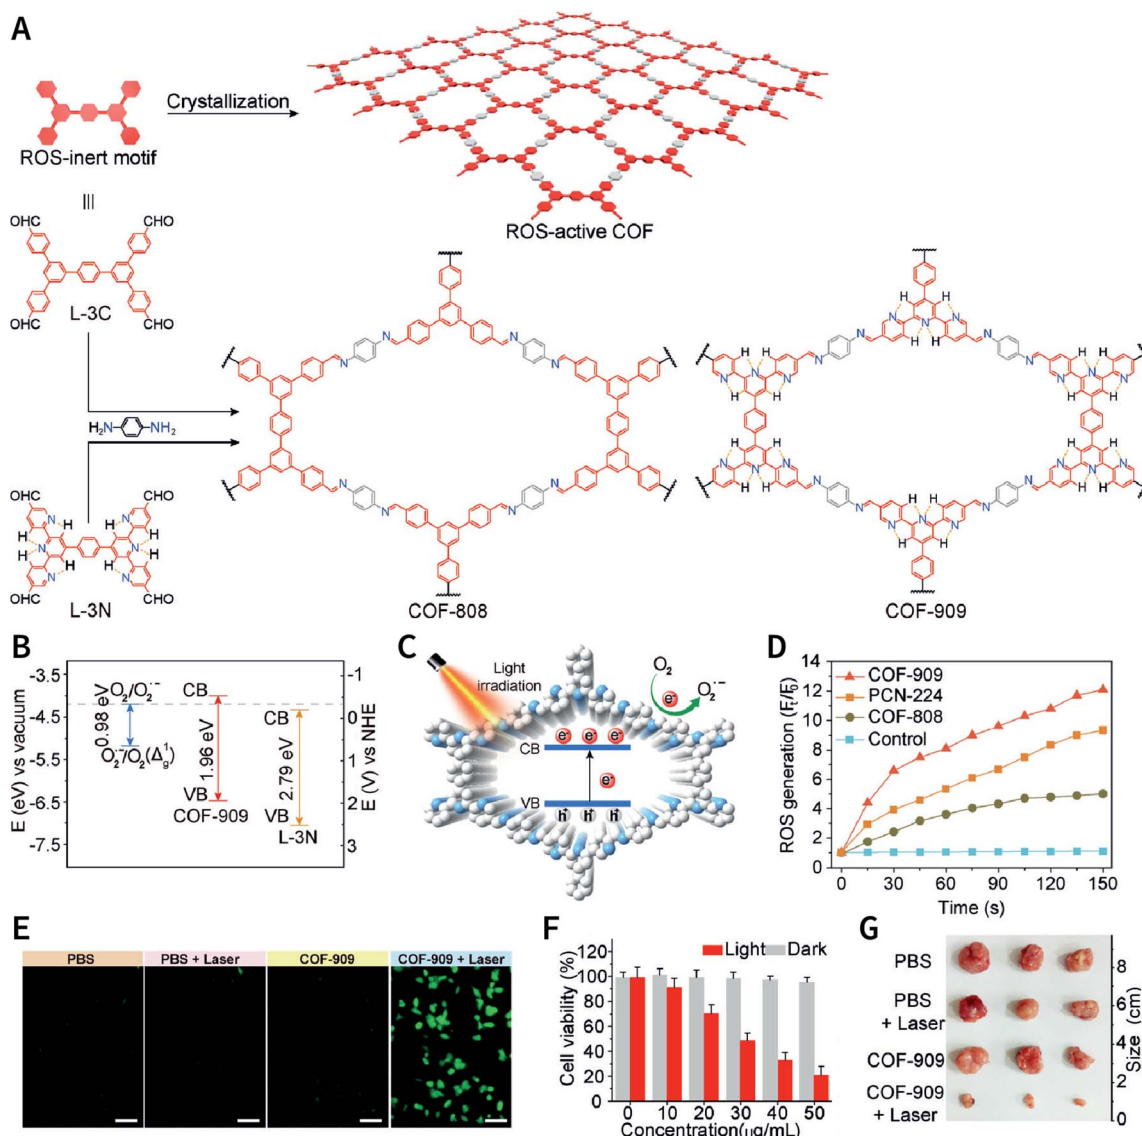 A
ROS-inert motif
Crystallization
ROS-active COF
OHC
CHO
OHC
CHO
L-3C
H₂N
NH₂
CHO
CHO
N
H
H
N
H
N
N
H
H
H
H
N
N
OHC
CHO
L-3N
COF-808
COF-909
B
E (eV) vs vacuum
-3.2
-4.5
-5.5
-6.5
-7.5
O₂/O₂·⁻
0.98 eV
O₂·⁻/O₂(Δ¹g)
CB
1.96 eV
VB
COF-909
CB
2.79 eV
VB
L-3N
-1
0
1
2
3
E (V) vs NHE
C
Light
irradiation
O₂
O₂·⁻
e⁻
CB
e⁻ e⁻ e⁻
e⁻
VB
h⁺ h⁺ h⁺
D
ROS generation (Fₜ/F₀)
14
12
10
8
6
4
2
0
COF-909
PCN-224
COF-808
Control
0 30 60 90 120 150
Time (s)
E
PBS
PBS + Laser
COF-909
COF-909 + Laser
F
Cell viability (%)
120
100
80
60
40
20
0
Light
Dark
0 10 20 30 40 50
Concentration(μg/mL)
G
PBS
PBS
+ Laser
COF-909
COF-909
+ Laser
8
6
4
2
0
Size (cm)